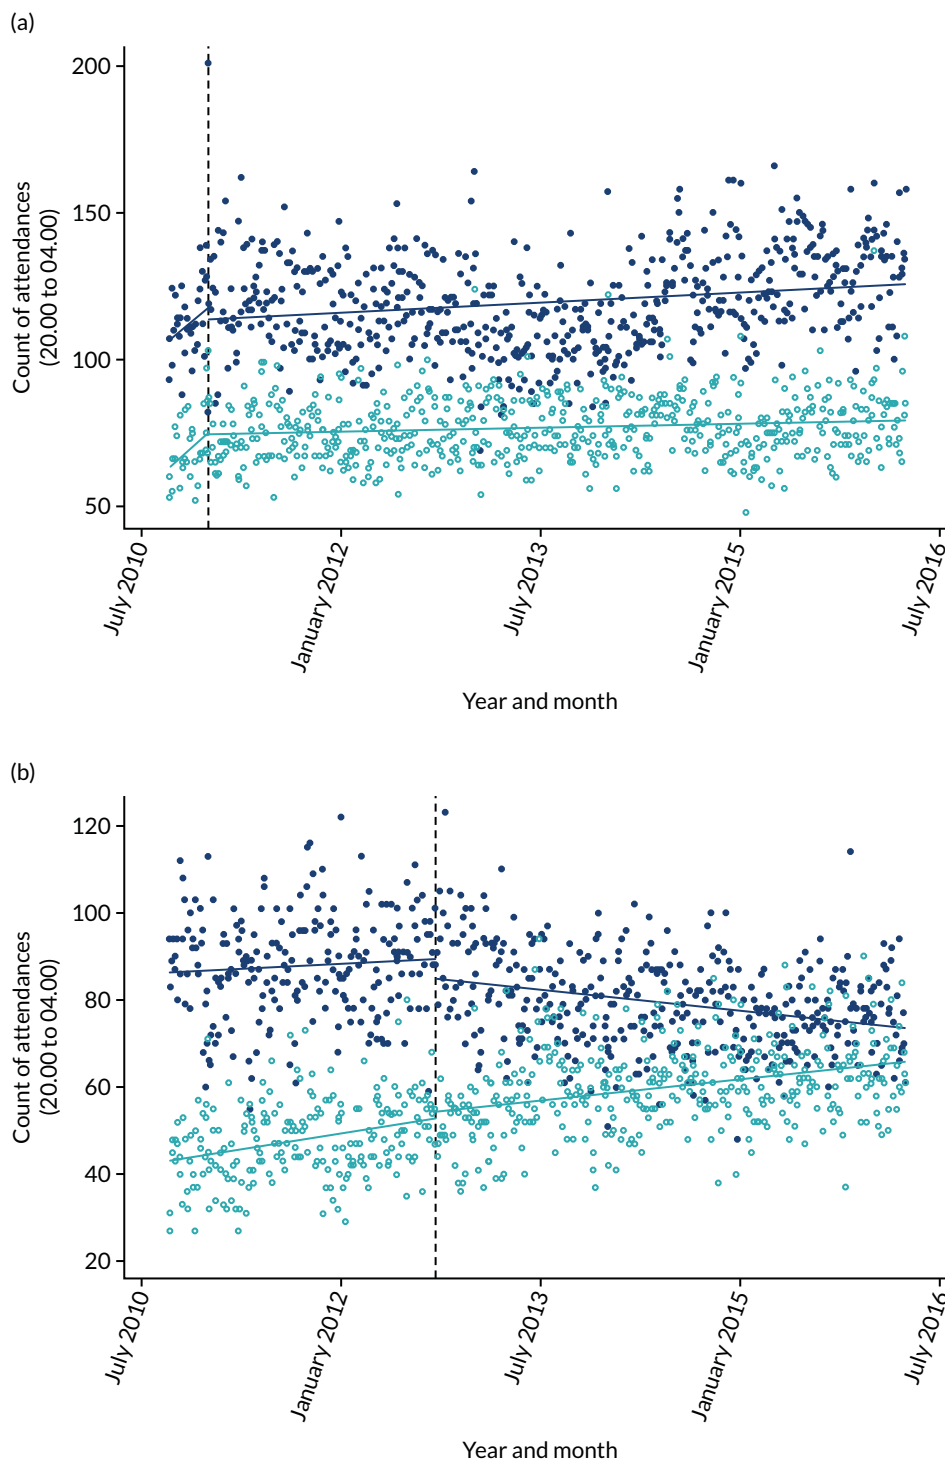 (a)
200
150
100
50
Count of attendances
(20.00 to 04.00)
July 2010
January 2012
July 2013
January 2015
July 2016
Year and month
(b)
120
100
80
60
40
20
Count of attendances
(20.00 to 04.00)
July 2010
January 2012
July 2013
January 2015
July 2016
Year and month